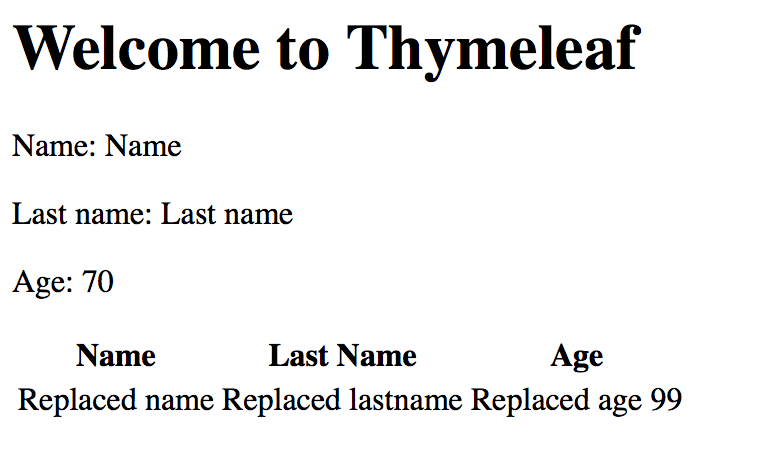 Welcome to Thymeleaf
Name: Name
Last name: Last name
Age: 70
Name Last Name Age
Replaced name Replaced lastname Replaced age 99